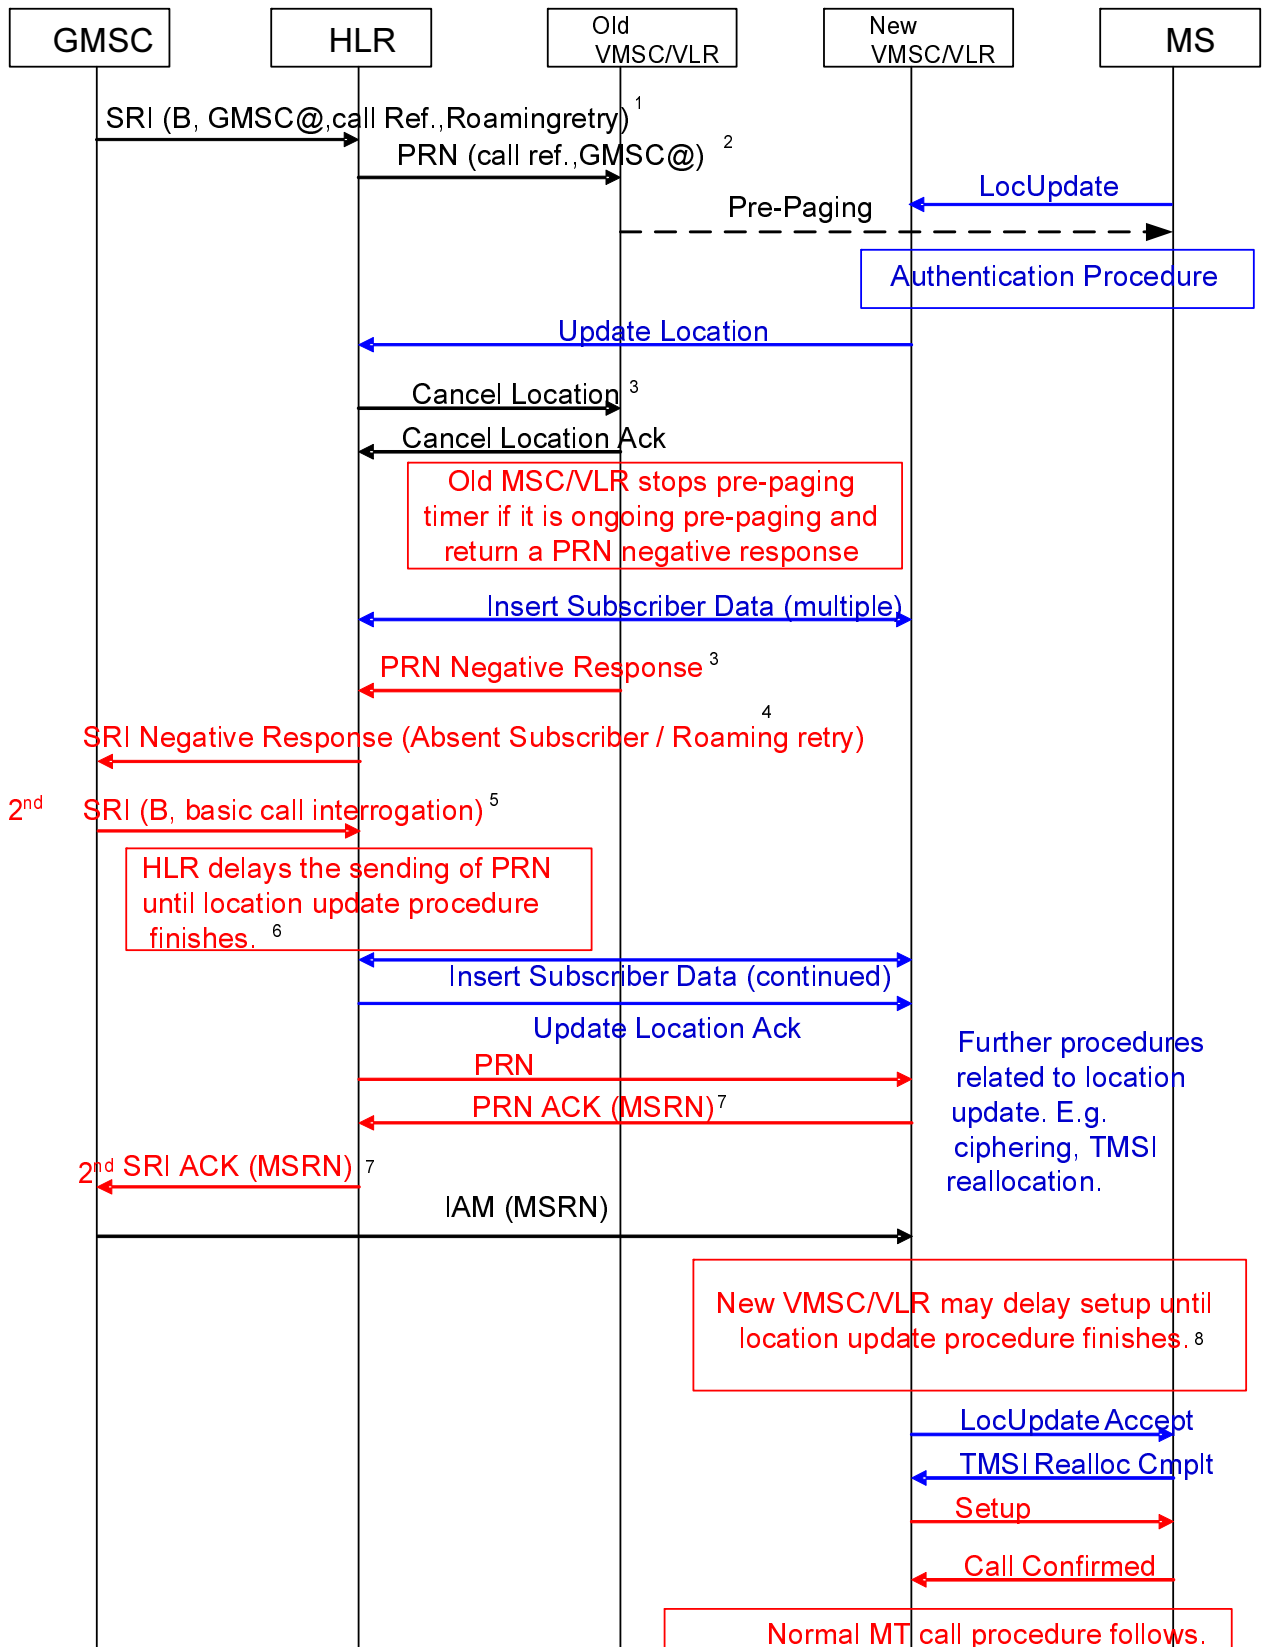 GMSC
HLR
Old
VMSC/VLR
New
VMSC/VLR
MS
SRI (B, GMSC@,call Ref.,Roamingretry) 1
PRN (call ref.,GMSC@) 2
LocUpdate
Pre-Paging
Authentication Procedure
Update Location
Cancel Location 3
Cancel Location Ack
Old MSC/VLR stops pre-paging
timer if it is ongoing pre-paging and
return a PRN negative response
Insert Subscriber Data (multiple)
PRN Negative Response 3
SRI Negative Response (Absent Subscriber / Roaming retry) 4
2nd SRI (B, basic call interrogation) 5
HLR delays the sending of PRN
until location update procedure
finishes. 6
Insert Subscriber Data (continued)
Update Location Ack
Further procedures
related to location
update. E.g.
ciphering, TMSI
reallocation.
PRN
PRN ACK (MSRN) 7
2nd SRI ACK (MSRN) 7
IAM (MSRN)
New VMSC/VLR may delay setup until
location update procedure finishes. 8
LocUpdate Accept
TMSI Realloc Cmplt
Setup
Call Confirmed
Normal MT call procedure follows.